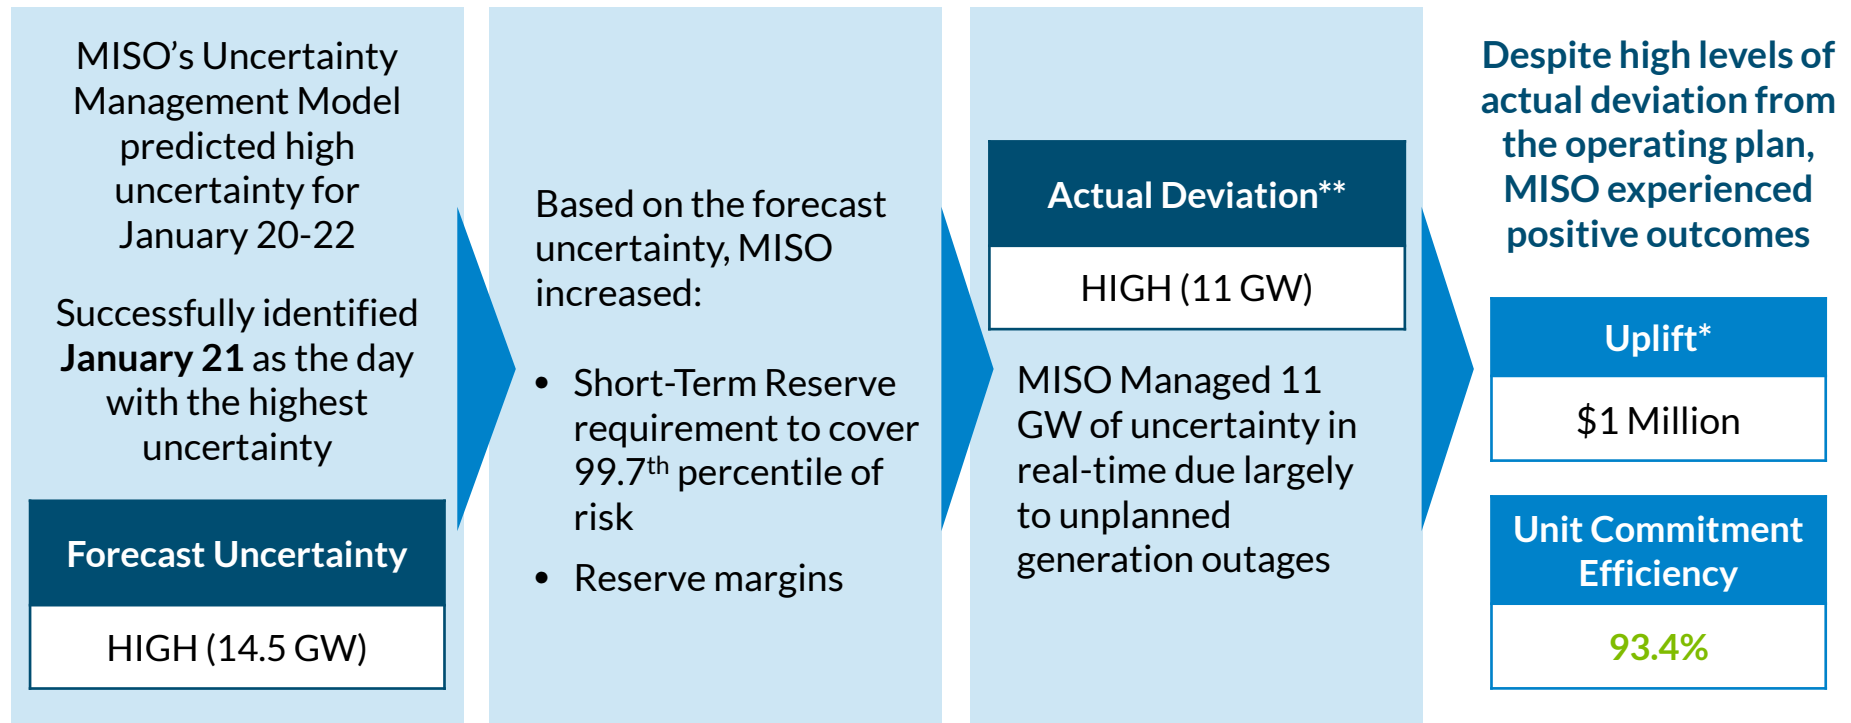 MISO’s Uncertainty
Management Model
predicted high
uncertainty for
January 20-22
Successfully identified
January 21 as the day
with the highest
uncertainty
Forecast Uncertainty
HIGH (14.5 GW)
Based on the forecast
uncertainty, MISO
increased:
• Short-Term Reserve
requirement to cover
99.7th percentile of
risk
• Reserve margins
Actual Deviation**
HIGH (11 GW)
MISO Managed 11
GW of uncertainty in
real-time due largely
to unplanned
generation outages
Despite high levels of
actual deviation from
the operating plan,
MISO experienced
positive outcomes
Uplift*
$1 Million
Unit Commitment
Efficiency
93.4%